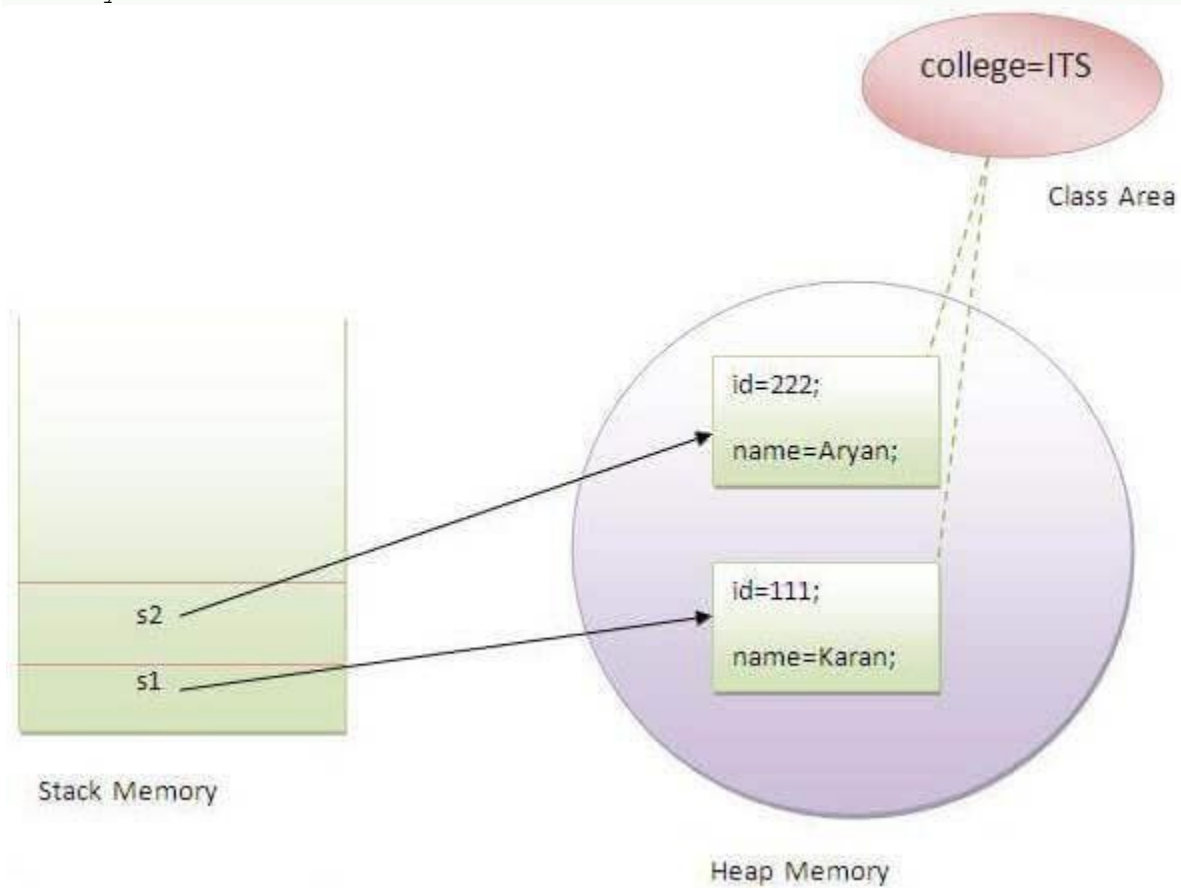 college=ITS
Class Area
id=222;
name=Aryan;
s2
id=111;
name=Karan;
s1
Stack Memory
Heap Memory